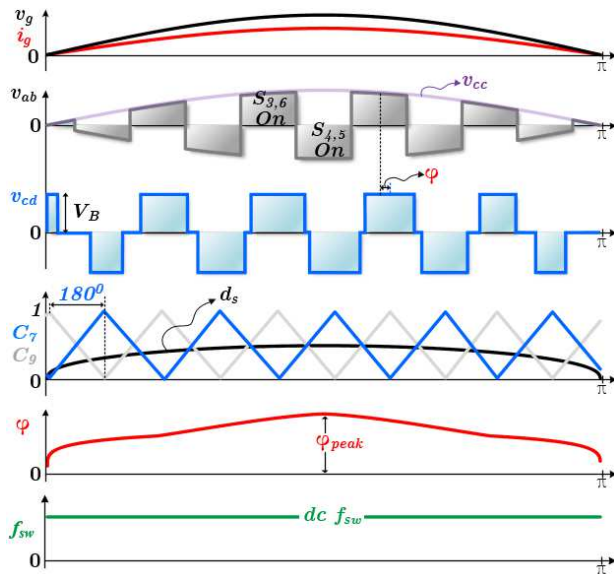 v_g
i_g
0
π
v_ab
0
S_3,6
On
S_4,5
On
v_cc
π
φ
v_cd
V_B
0
π
1
180⁰
d_s
C_7
C_9
0
π
φ
φ_peak
0
π
f_sw
dc f_sw
0
π